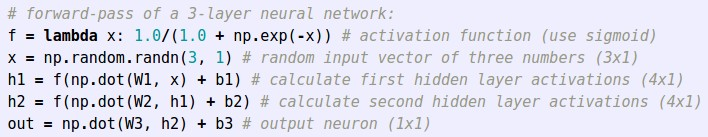 # forward-pass of a 3-layer neural network:
f = lambda x: 1.0/(1.0 + np.exp(-x)) # activation function (use sigmoid)
x = np.random.randn(3, 1) # random input vector of three numbers (3x1)
h1 = f(np.dot(W1, x) + b1) # calculate first hidden layer activations (4x1)
h2 = f(np.dot(W2, h1) + b2) # calculate second hidden layer activations (4x1)
out = np.dot(W3, h2) + b3 # output neuron (1x1)